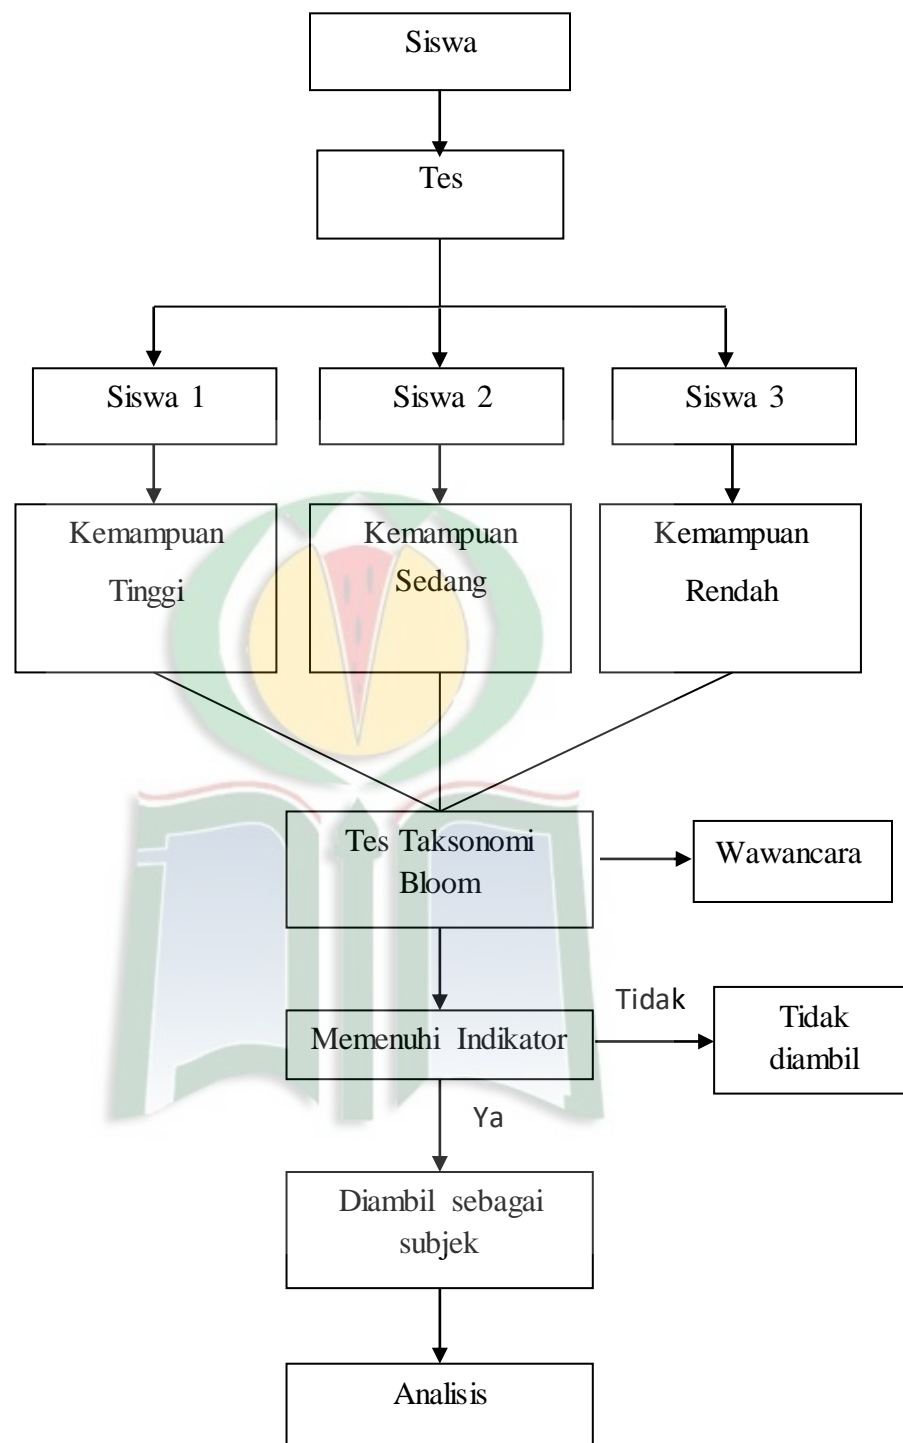 Siswa
Tes
Siswa 1
Siswa 2
Siswa 3
Kemampuan
Tinggi
Kemampuan
Sedang
Kemampuan
Rendah
Tes Taksonomi
Bloom
Wawancara
Memenuhi Indikator
Tidak
Tidak
diambil
Ya
Diambil sebagai
subjek
Analisis